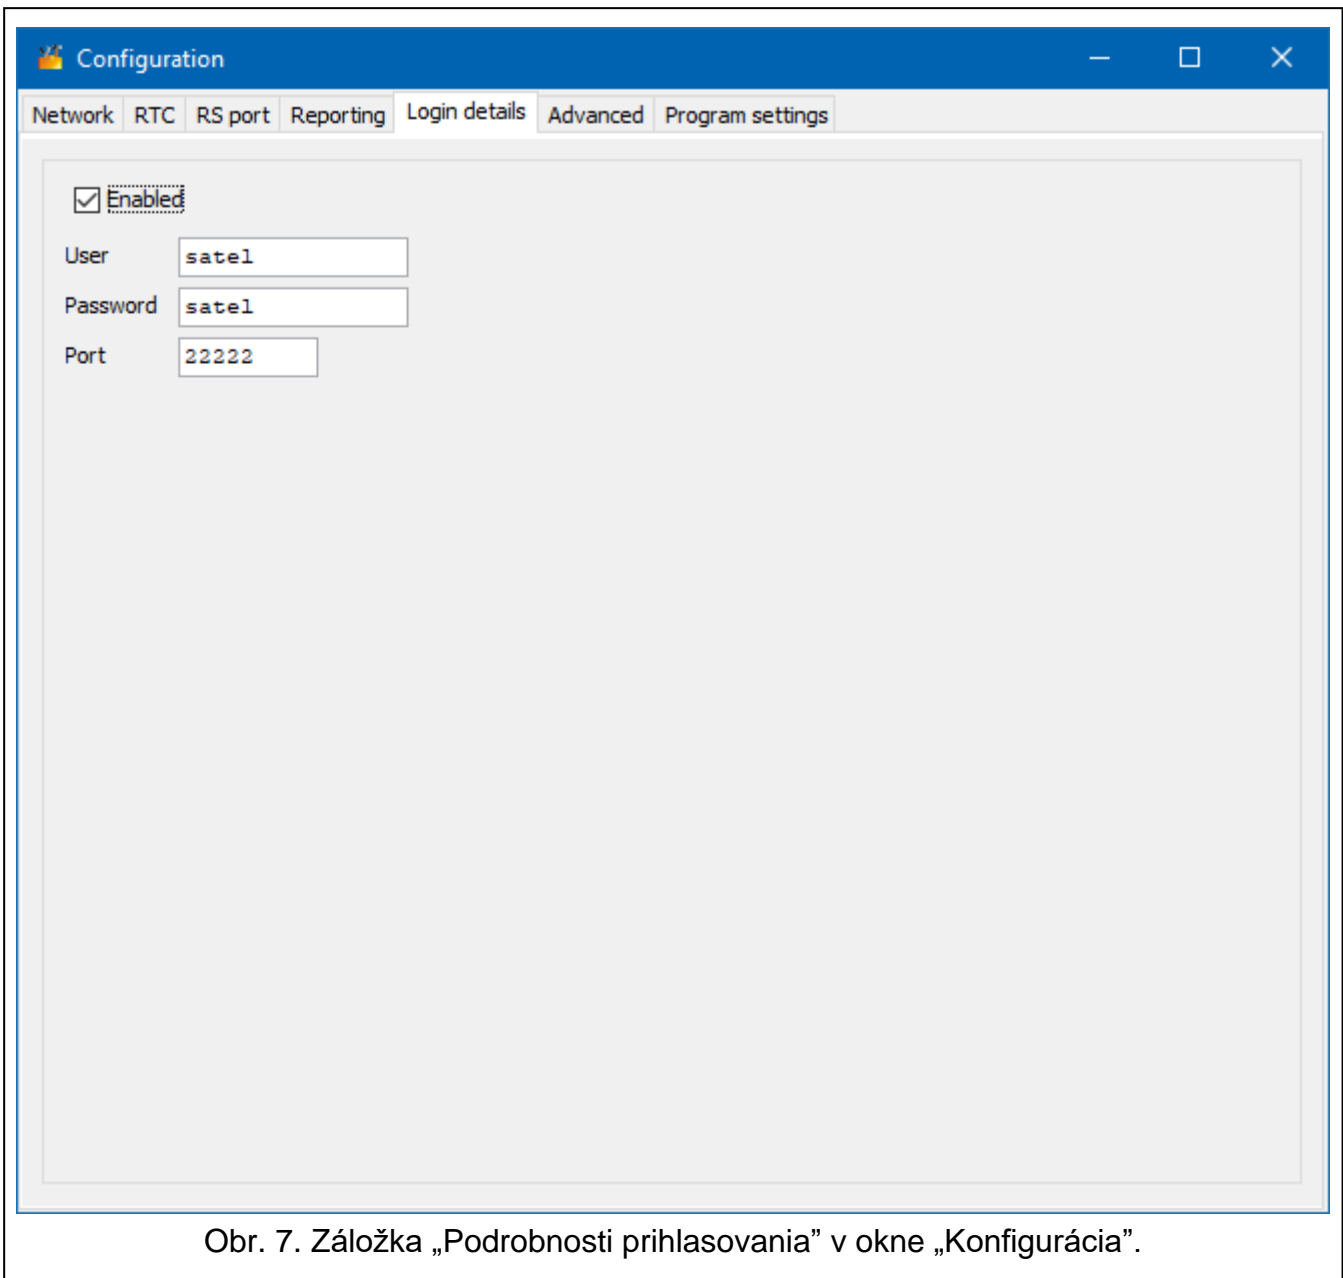 Configuration
Network RTC RS port Reporting Login details Advanced Program settings
Enabled
User satel
Password satel
Port 22222
Obr. 7. Záložka „Podrobnosti prihlasovania” v okne „Konfigurácia”.